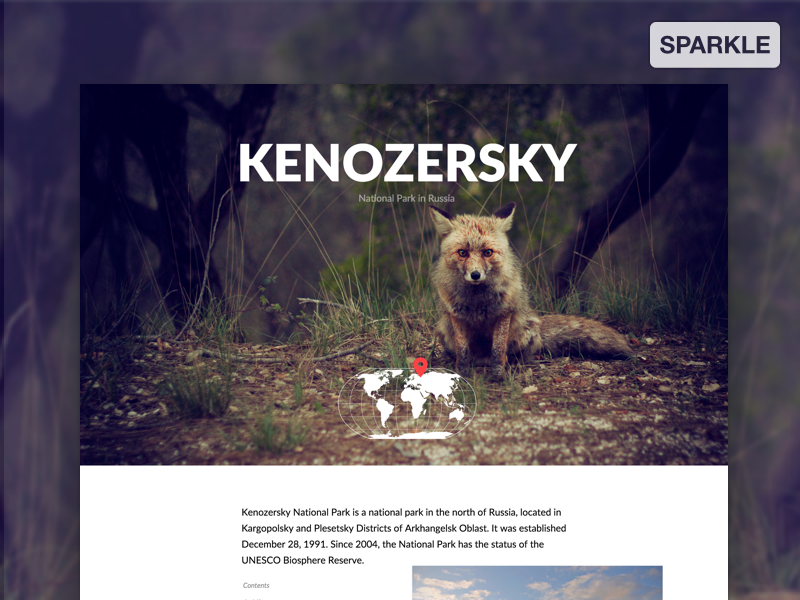 SPARKLE
KENOZERSKY
National Park in Russia
Kenozersky National Park is a national park in the north of Russia, located in
Kargopolsky and Plesetsky Districts of Arkhangelsk Oblast. It was established
December 28, 1991. Since 2004, the National Park has the status of the
UNESCO Biosphere Reserve.
Contents